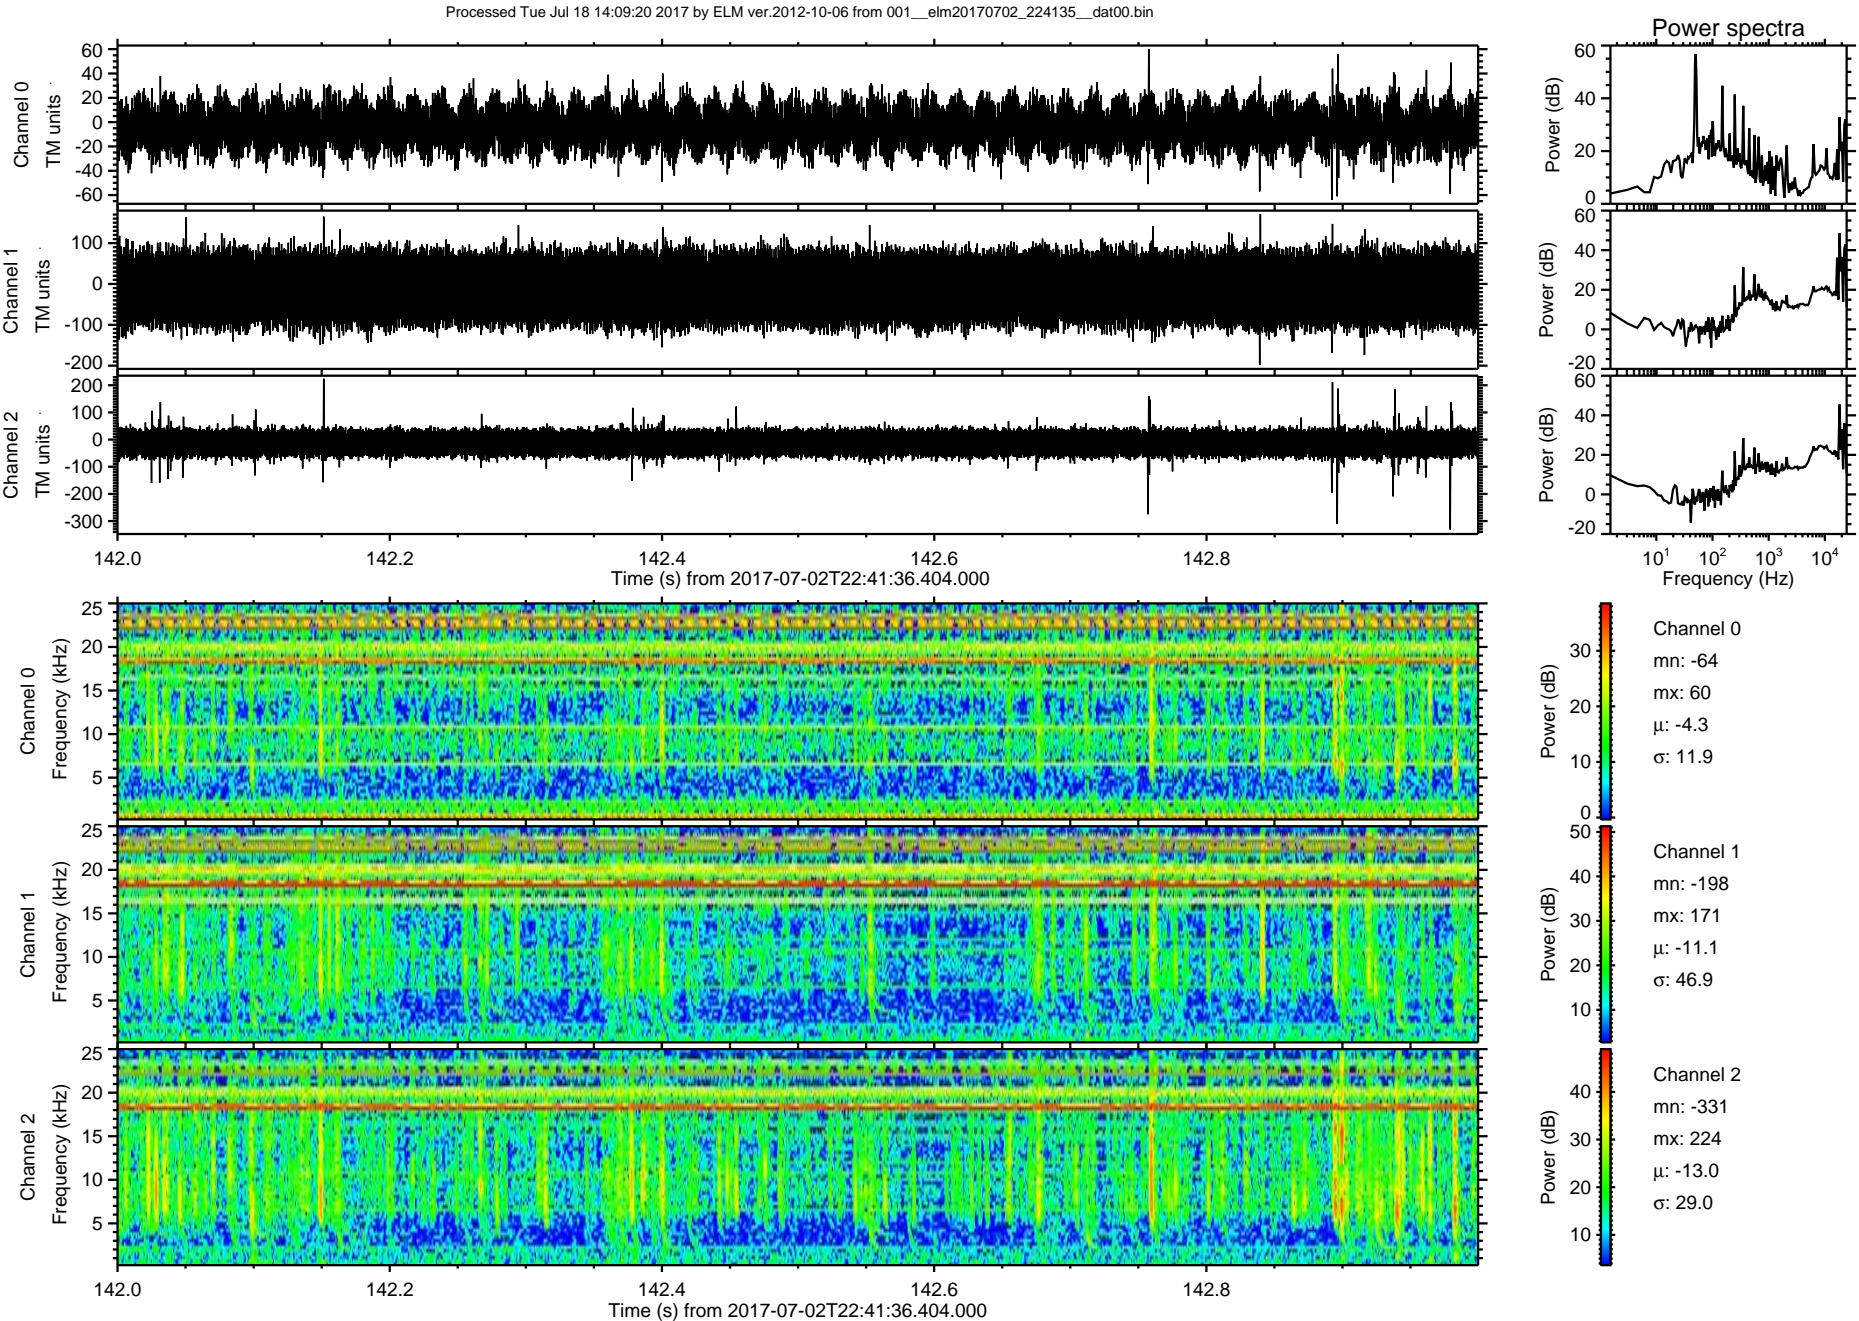 Processed Tue Jul 18 14:09:20 2017 by ELM ver.2012-10-06 from 001__elm20170702_224135__dat00.bin
Power spectra
Channel 0
TM units
60
40
20
0
-20
-40
-60
Power (dB)
60
40
20
0
Channel 1
TM units
100
0
-100
-200
Power (dB)
60
40
20
0
-20
Channel 2
TM units
200
100
0
-100
-200
-300
Power (dB)
60
40
20
0
-20
142.0 142.2 142.4 142.6 142.8
Time (s) from 2017-07-02T22:41:36.404.000
10^1 10^2 10^3 10^4
Frequency (Hz)
Channel 0
Frequency (kHz)
25
20
15
10
5
Power (dB)
30
20
10
0
Channel 0
mn: -64
mx: 60
µ: -4.3
σ: 11.9
Channel 1
Frequency (kHz)
25
20
15
10
5
Power (dB)
50
40
30
20
10
Channel 1
mn: -198
mx: 171
µ: -11.1
σ: 46.9
Channel 2
Frequency (kHz)
25
20
15
10
5
Power (dB)
40
30
20
10
Channel 2
mn: -331
mx: 224
µ: -13.0
σ: 29.0
142.0 142.2 142.4 142.6 142.8
Time (s) from 2017-07-02T22:41:36.404.000